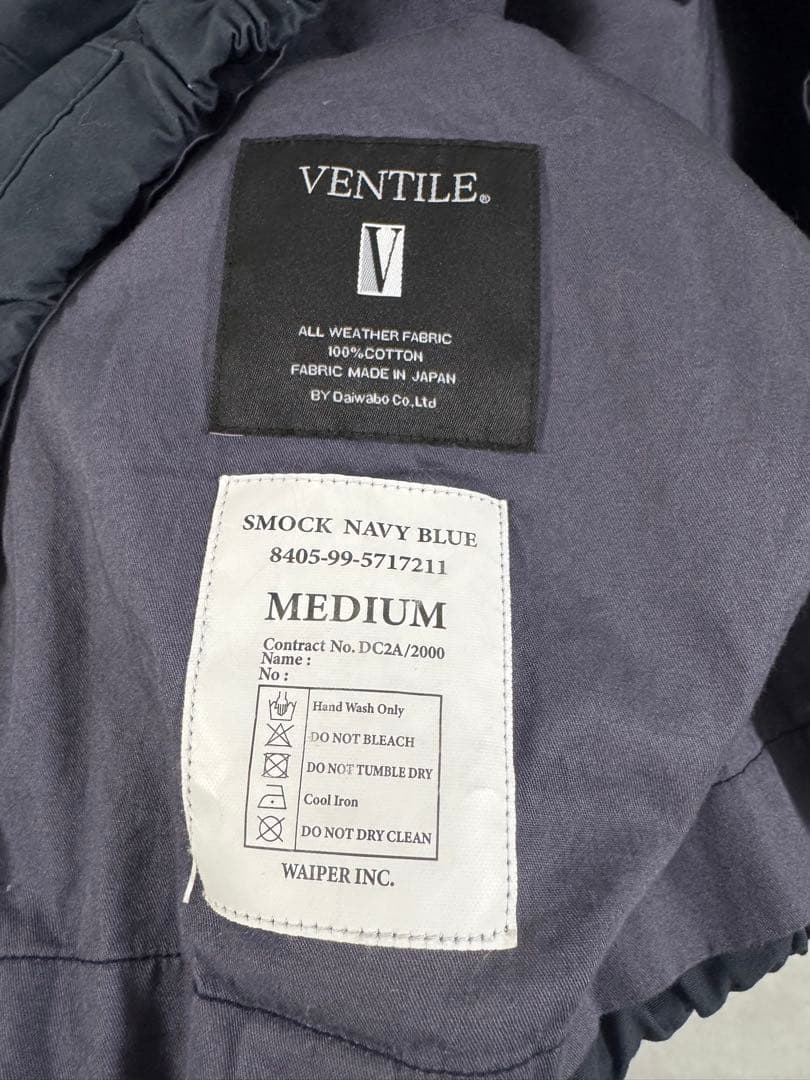 VENTILE®
V
ALL WEATHER FABRIC
100%COTTON
FABRIC MADE IN JAPAN
BY Daiwabo Co.,Ltd
SMOCK NAVY BLUE
8405-99-5717211
MEDIUM
Contract No. DC2A/2000
Name :
No :
Hand Wash Only
DO NOT BLEACH
DO NOT TUMBLE DRY
Cool Iron
DO NOT DRY CLEAN
WAIPER INC.